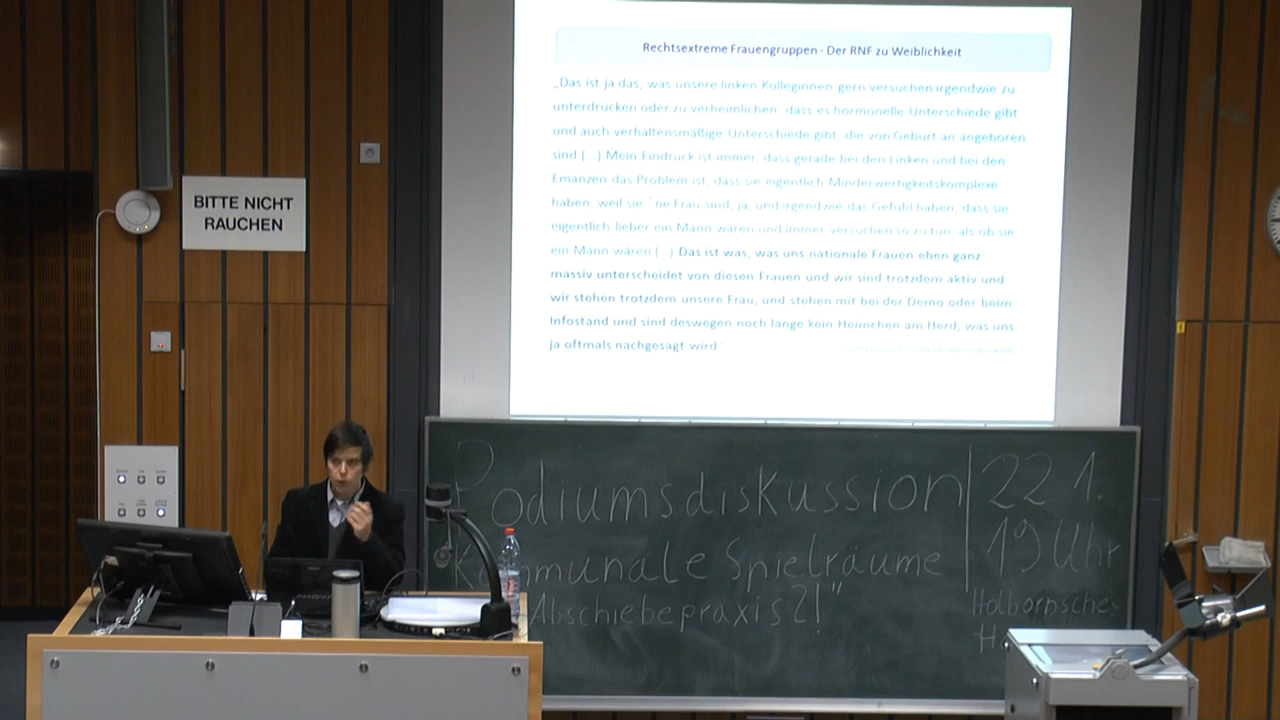 Rechtsextreme Frauengruppen - Der RNF zu Weiblichkeit
„Das ist ja das, was unsere linken Kolleginnen gern versuchen irgendwie zu
unterdrücken oder zu verheimlichen, dass es hormonelle Unterschiede gibt
und auch verhaltensmäßige Unterschiede gibt, die von Geburt an angeboren
sind (...) Mein Eindruck ist immer, dass gerade bei den Linken und bei den
Emanzen das Problem ist, dass sie eigentlich Minderwertigkeitskomplexe
haben, weil sie ´ne Frau sind, ja, und irgendwie das Gefühl haben, dass sie
eigentlich lieber ein Mann wären und immer versuchen so zu tun, als ob sie
ein Mann wären (...) Das ist was, was uns nationale Frauen eben ganz
massiv unterscheidet von diesen Frauen und wir sind trotzdem aktiv und
wir stehen trotzdem unsere Frau, und stehen mit bei der Demo oder beim
Infostand und sind deswegen noch lange kein Heimchen am Herd, was uns
ja oftmals nachgesagt wird.“
BITTE NICHT
RAUCHEN
Podiumsdiskussion
Kommunale Spielräume
Abschiebepraxis?!"
22.1.
19 Uhr